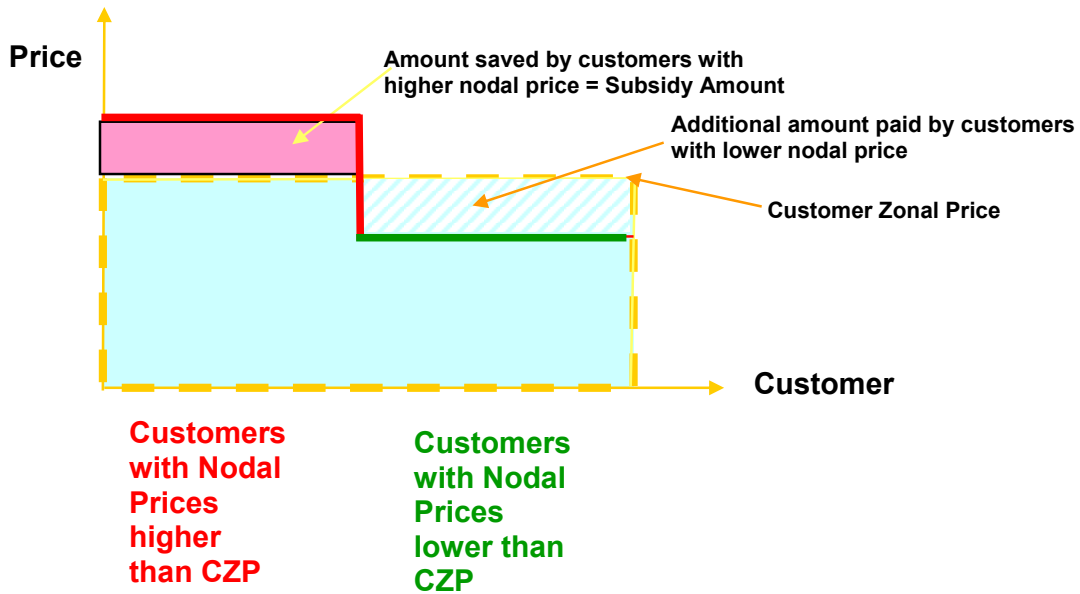 Price
Amount saved by customers with
higher nodal price = Subsidy Amount
Additional amount paid by customers
with lower nodal price
Customer Zonal Price
Customer
Customers
with Nodal
Prices
higher
than CZP
Customers
with Nodal
Prices
lower than
CZP